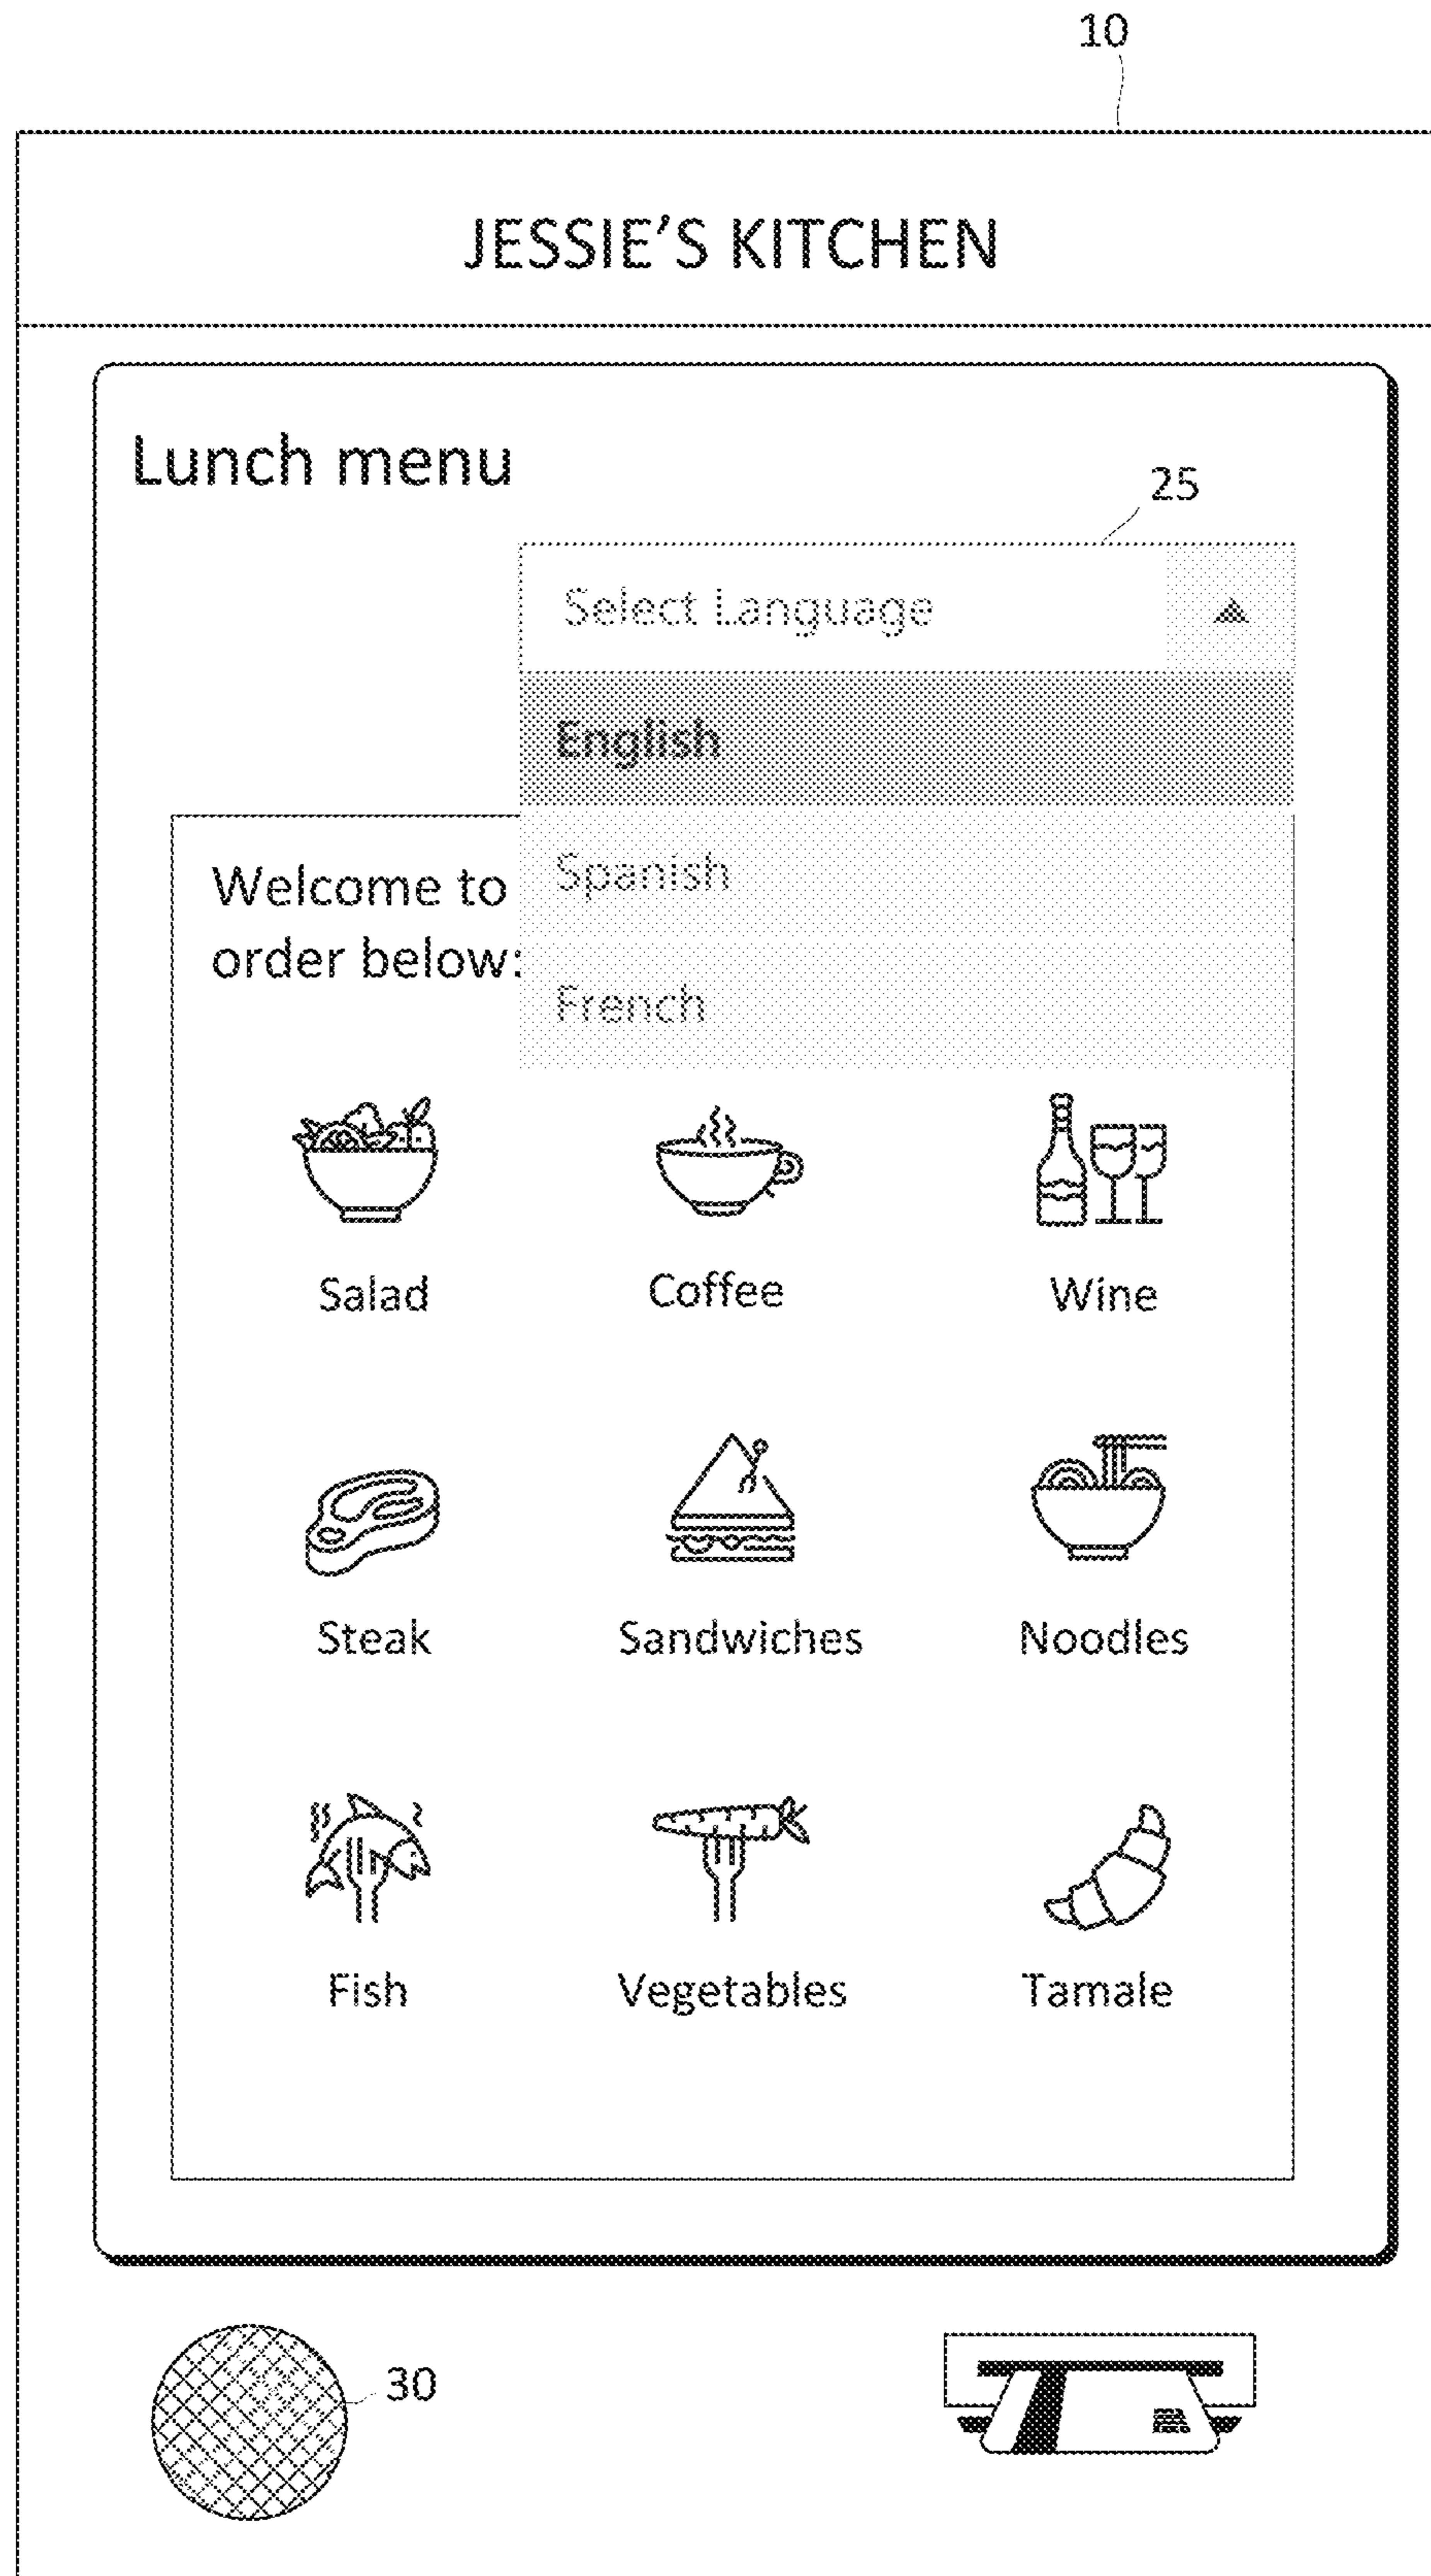 10
JESSIE'S KITCHEN
Lunch menu
25
Select Language
English
Spanish
French
Welcome to
order below:
Salad
Coffee
Wine
Steak
Sandwiches
Noodles
Fish
Vegetables
Tamale
30